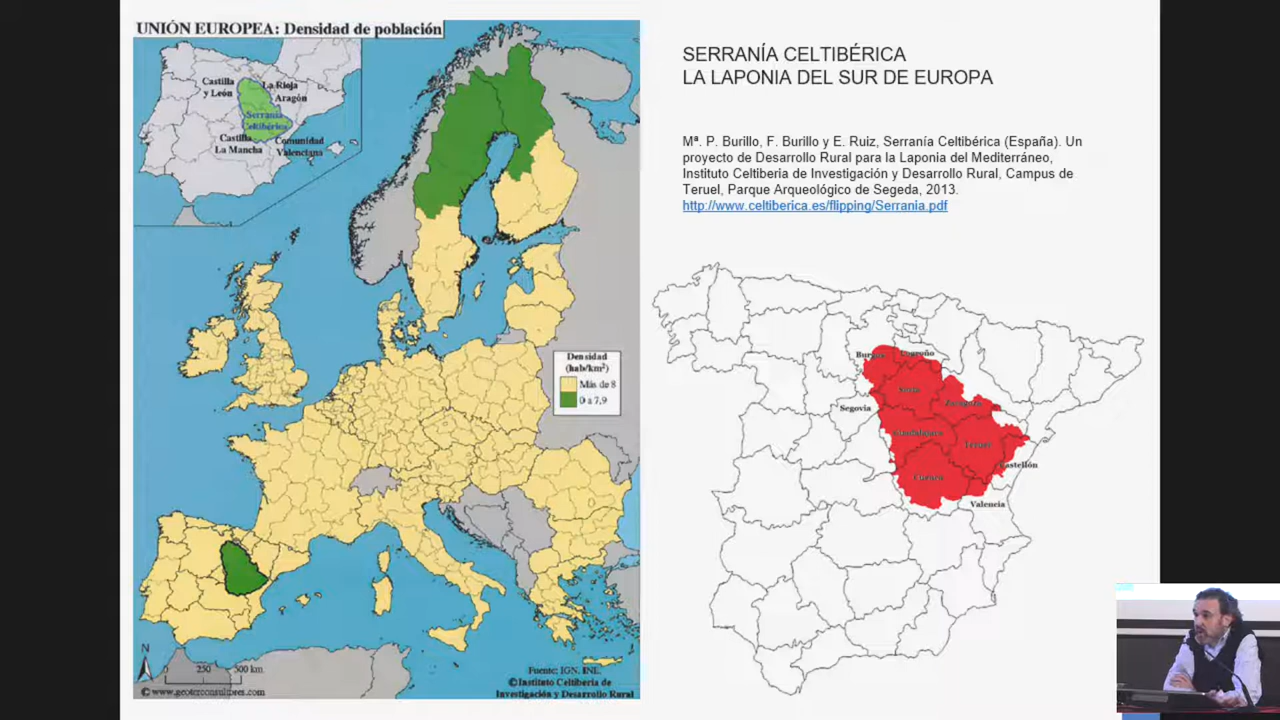 UNIÓN EUROPEA: Densidad de población
Castilla
y León
La Rioja
Aragón
Serranía
Celtibérica
Castilla
La Mancha
Comunidad
Valenciana
Densidad
(hab/km²)
Más de 8
0 a 7,9
N
250
500 km.
© www.geoterconsultores.com
Fuente: IGN. INE.
© Instituto Celtiberia de
Investigación y Desarrollo Rural
SERRANÍA CELTIBÉRICA
LA LAPONIA DEL SUR DE EUROPA
Mª. P. Burillo, F. Burillo y E. Ruiz, Serranía Celtibérica (España). Un
proyecto de Desarrollo Rural para la Laponia del Mediterráneo,
Instituto Celtiberia de Investigación y Desarrollo Rural, Campus de
Teruel, Parque Arqueológico de Segeda, 2013.
http://www.celtiberica.es/flipping/Serrania.pdf
Burgos
Logroño
Soria
Zaragoza
Segovia
Guadalajara
Teruel
Castellón
Cuenca
Valencia